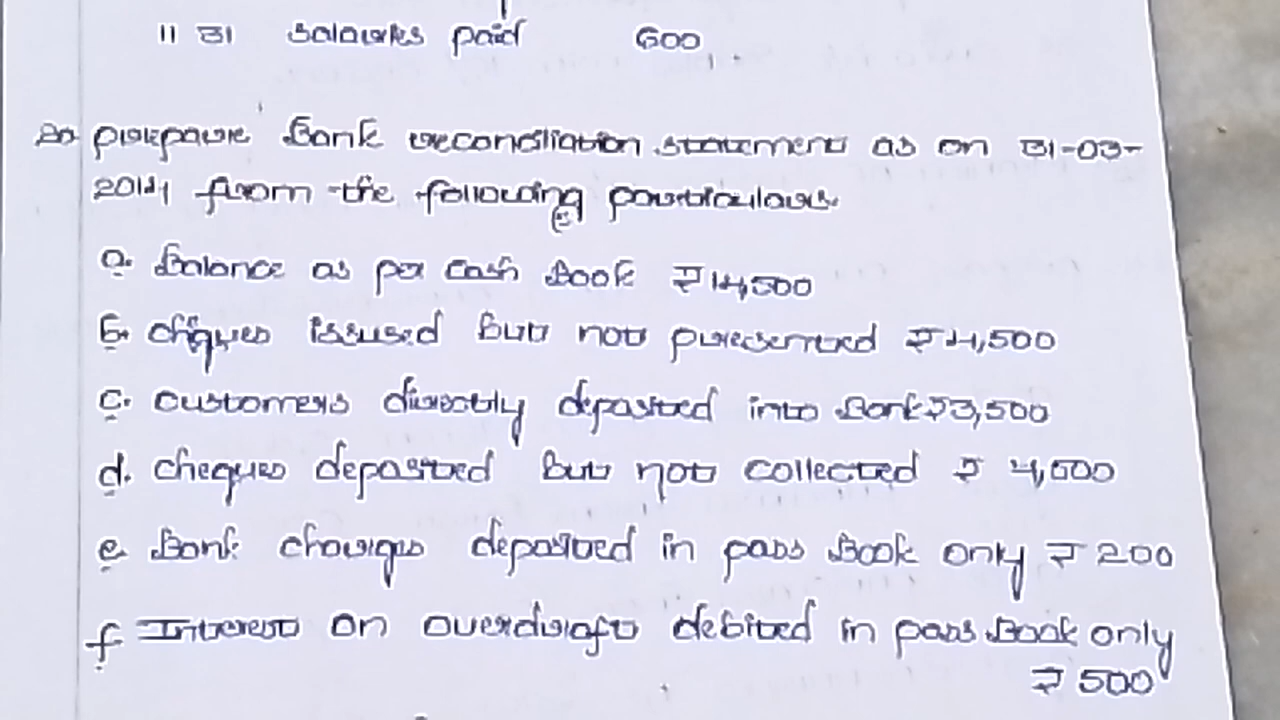 11 31 Salaries paid 600
20 prepare Bank reconciliation statement as on 31-03-
2014 from the following particulars.
a. Balance as per cash Book ₹14,500
b. cheques issused but not presented ₹4,500
c. customers directly deposited into Bank ₹3,500
d. cheques deposited but not collected ₹ 4,500
e. Bank charges deposited in pass Book only ₹200
f Interest on overdraft debited in pass Book only
₹500